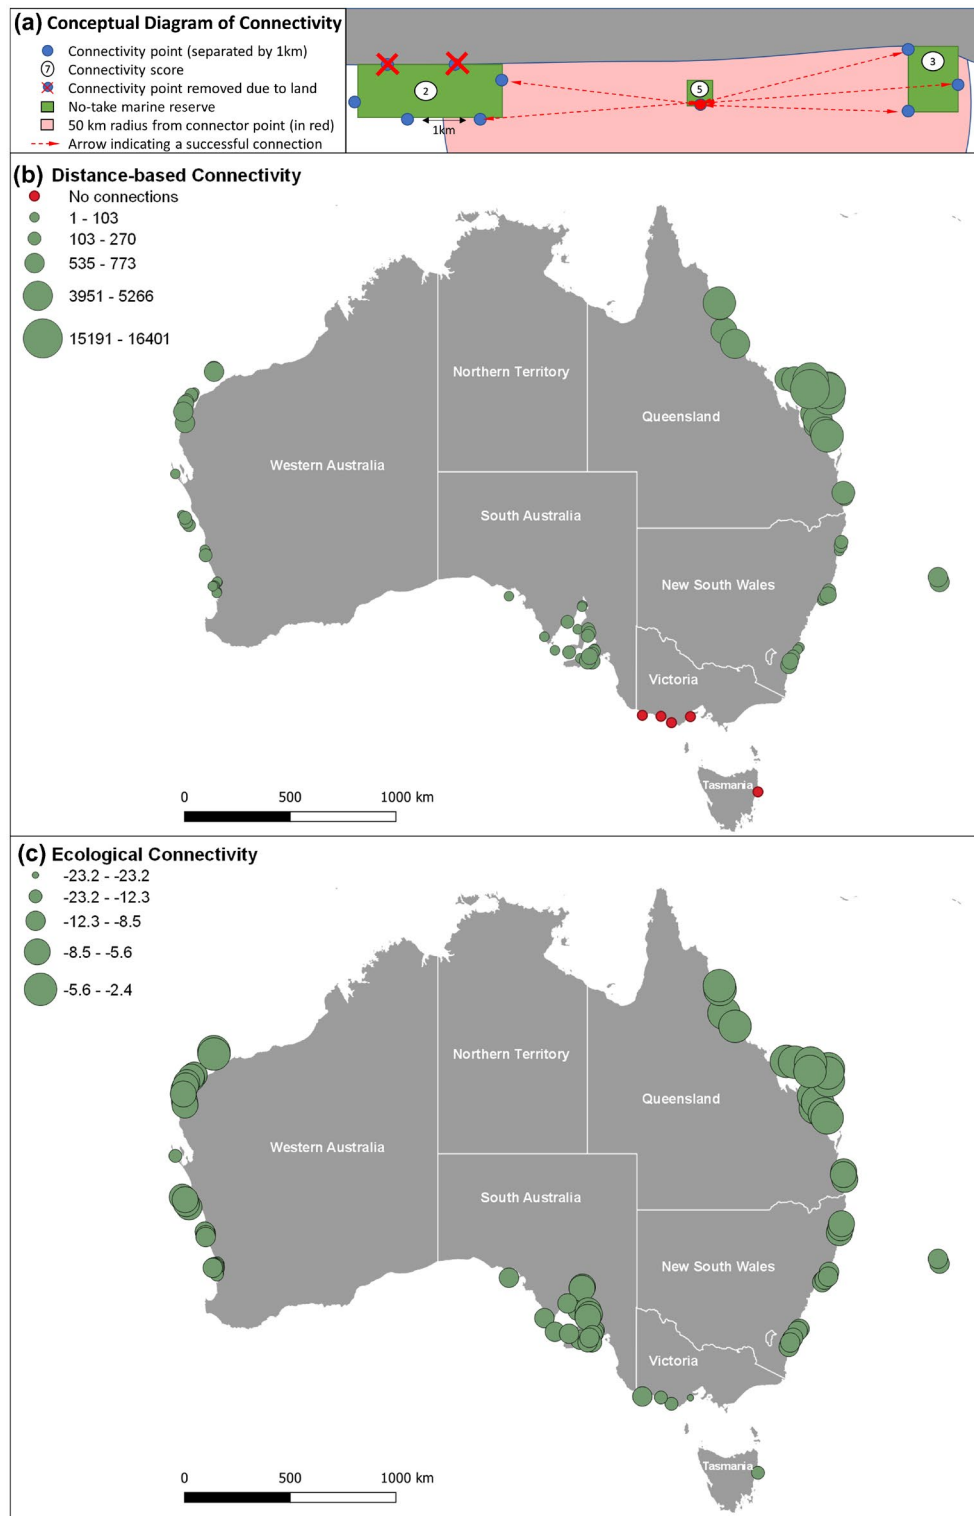 (a) Conceptual Diagram of Connectivity
Connectivity point (separated by 1km)
7 Connectivity score
Connectivity point removed due to land
No-take marine reserve
50 km radius from connector point (in red)
Arrow indicating a successful connection
2
1km
5
3
(b) Distance-based Connectivity
No connections
1 - 103
103 - 270
535 - 773
3951 - 5266
15191 - 16401
Northern Territory
Queensland
Western Australia
South Australia
New South Wales
Victoria
Tasmania
0 500 1000 km
(c) Ecological Connectivity
-23.2 - -23.2
-23.2 - -12.3
-12.3 - -8.5
-8.5 - -5.6
-5.6 - -2.4
Northern Territory
Queensland
Western Australia
South Australia
New South Wales
Victoria
Tasmania
0 500 1000 km